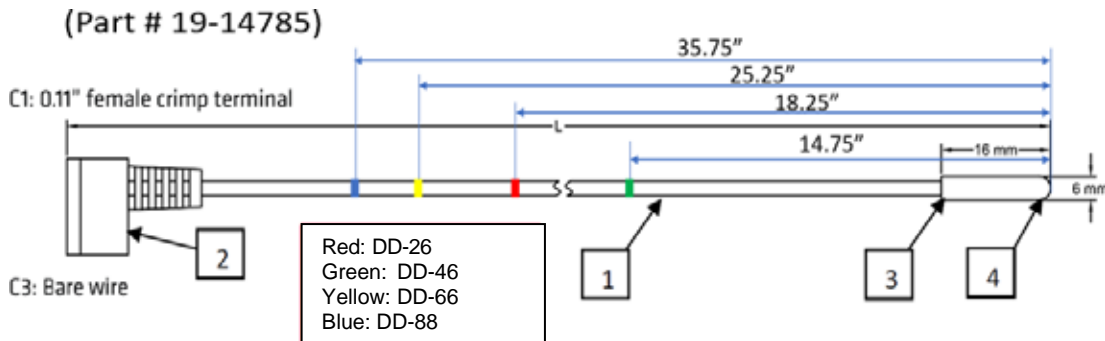 (Part # 19-14785)
35.75”
25.25”
C1: 0.11" female crimp terminal
18.25”
L
14.75”
16 mm
6 mm
2
Red: DD-26
Green: DD-46
Yellow: DD-66
Blue: DD-88
1
3
4
C3: Bare wire